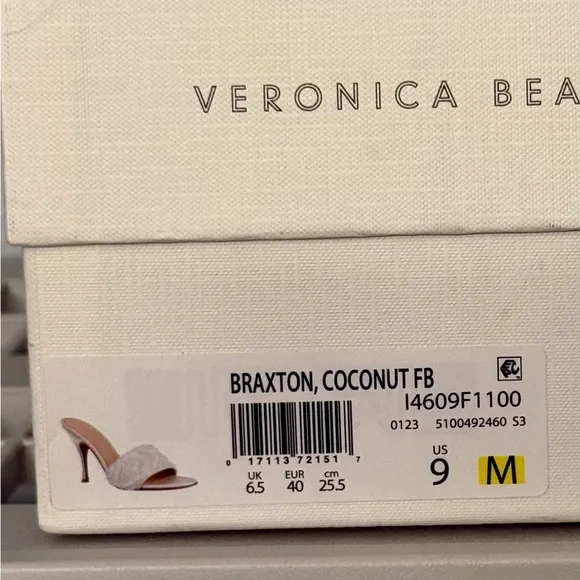 VERONICA BEA
BRAXTON, COCONUT FB
I4609F1100
0123 5100492460 S3
0 17113 72151 7
UK EUR cm
6.5 40 25.5
US
9 M